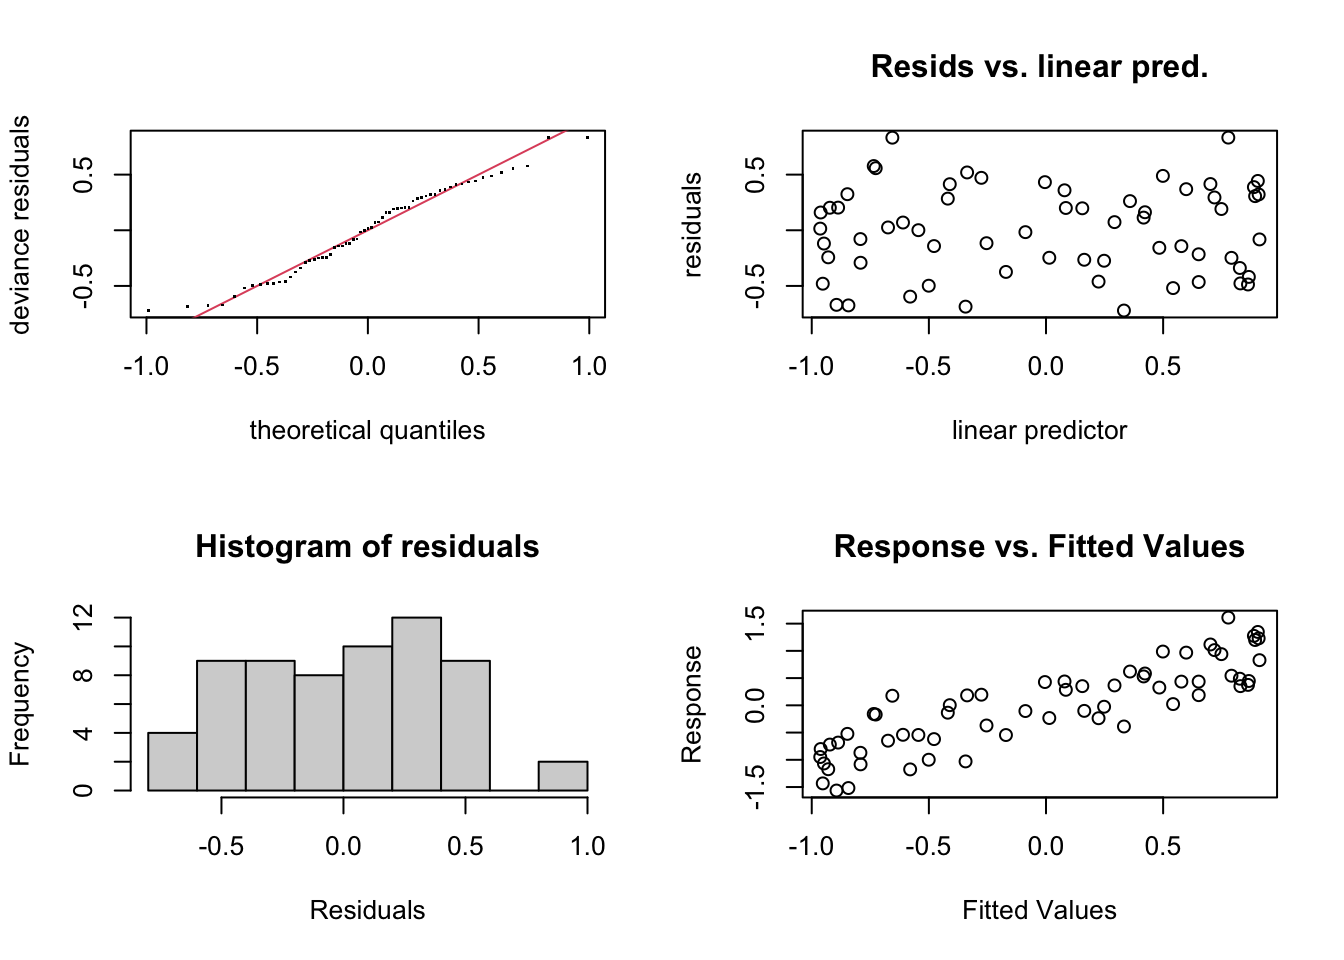 deviance residuals
-0.5 0.5
-1.0 -0.5 0.0 0.5 1.0
theoretical quantiles
Resids vs. linear pred.
residuals
-0.5 0.5
-1.0 -0.5 0.0 0.5
linear predictor
Histogram of residuals
Frequency
0 4 8 12
-0.5 0.0 0.5 1.0
Residuals
Response vs. Fitted Values
Response
-1.5 0.0 1.5
-1.0 -0.5 0.0 0.5
Fitted Values